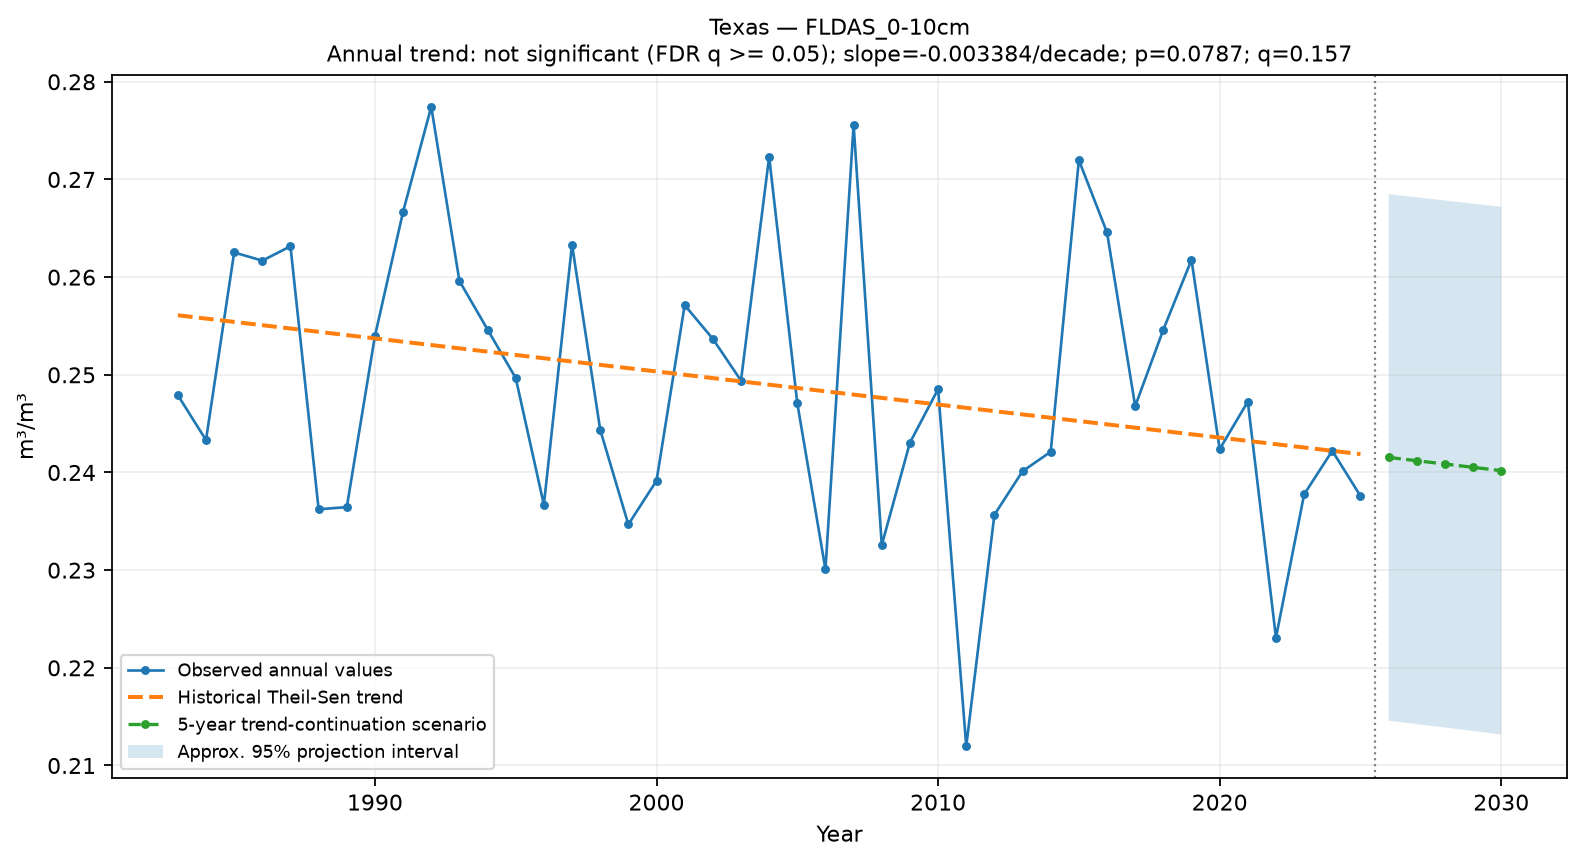 Texas — FLDAS_0-10cm
Annual trend: not significant (FDR q >= 0.05); slope=-0.003384/decade; p=0.0787; q=0.157
0.28
0.27
0.26
0.25
0.24
0.23
0.22
0.21
m³/m³
Observed annual values
Historical Theil-Sen trend
5-year trend-continuation scenario
Approx. 95% projection interval
1990
2000
2010
2020
2030
Year